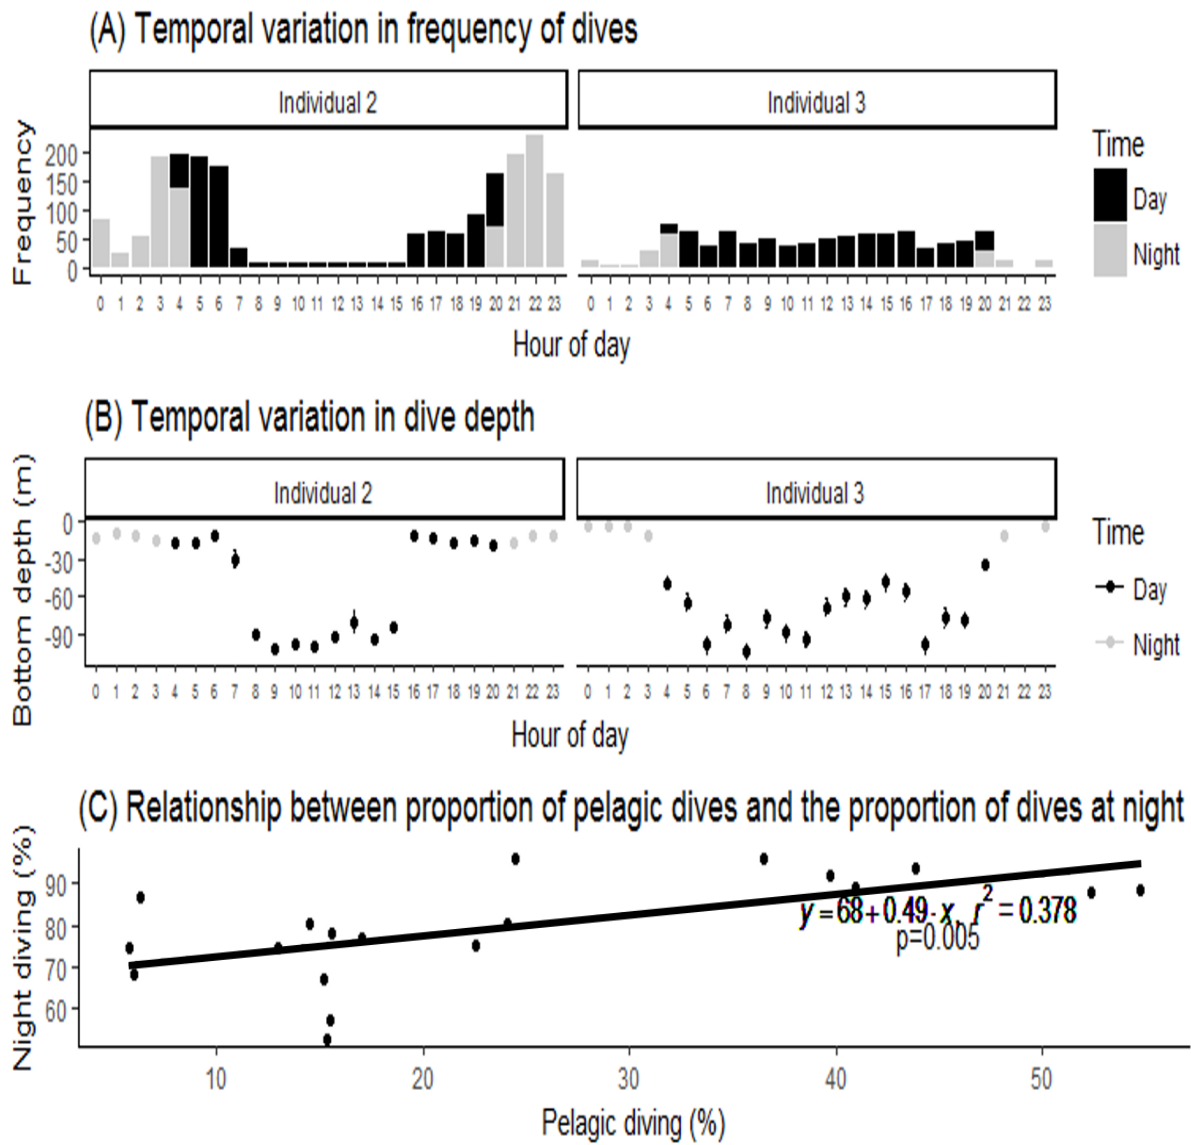 (A) Temporal variation in frequency of dives
Individual 2 Individual 3
Frequency
200
150
100
50
0
0 1 2 3 4 5 6 7 8 9 10 11 12 13 14 15 16 17 18 19 20 21 22 23 0 1 2 3 4 5 6 7 8 9 10 11 12 13 14 15 16 17 18 19 20 21 22 23
Hour of day
Time
Day
Night
(B) Temporal variation in dive depth
Individual 2 Individual 3
Bottom depth (m)
0
-30
-60
-90
0 1 2 3 4 5 6 7 8 9 10 11 12 13 14 15 16 17 18 19 20 21 22 23 0 1 2 3 4 5 6 7 8 9 10 11 12 13 14 15 16 17 18 19 20 21 22 23
Hour of day
Time
Day
Night
(C) Relationship between proportion of pelagic dives and the proportion of dives at night
Night diving (%)
90
80
70
60
y = 68 + 0.49 · x, r² = 0.378
p=0.005
10 20 30 40 50
Pelagic diving (%)